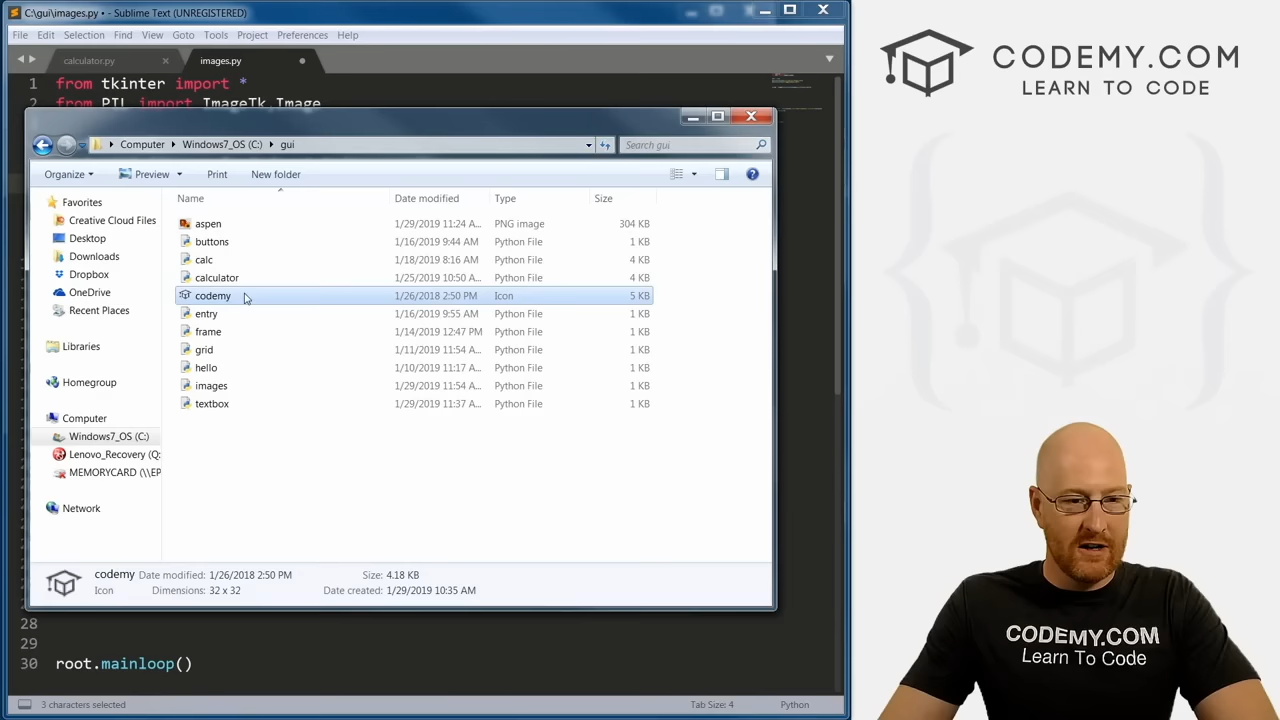 C:\gui\images.py • - Sublime Text (UNREGISTERED)
File Edit Selection Find View Goto Tools Project Preferences Help
calculator.py images.py
1 from tkinter import *
2 from PIL import ImageTk,Image
Computer Windows7_OS (C:) gui
Search gui
Organize Preview Print New folder
Name Date modified Type Size
Favorites
Creative Cloud Files
Desktop
Downloads
Dropbox
OneDrive
Recent Places
Libraries
Homegroup
Computer
Windows7_OS (C:)
Lenovo_Recovery (Q:
MEMORYCARD (\\EP
Network
aspen 1/29/2019 11:24 A... PNG image 304 KB
buttons 1/16/2019 9:44 AM Python File 1 KB
calc 1/18/2019 8:16 AM Python File 4 KB
calculator 1/25/2019 10:50 A... Python File 4 KB
codemy 1/26/2018 2:50 PM Icon 5 KB
entry 1/16/2019 9:55 AM Python File 1 KB
frame 1/14/2019 12:47 PM Python File 1 KB
grid 1/11/2019 11:54 A... Python File 1 KB
hello 1/10/2019 11:17 A... Python File 1 KB
images 1/29/2019 11:54 A... Python File 1 KB
textbox 1/29/2019 11:37 A... Python File 1 KB
codemy Date modified: 1/26/2018 2:50 PM Size: 4.18 KB
Icon Dimensions: 32 x 32 Date created: 1/29/2019 10:35 AM
28
29
30 root.mainloop()
3 characters selected Tab Size: 4 Python
CODEMY.COM
LEARN TO CODE
CODEMY.COM
Learn To Code